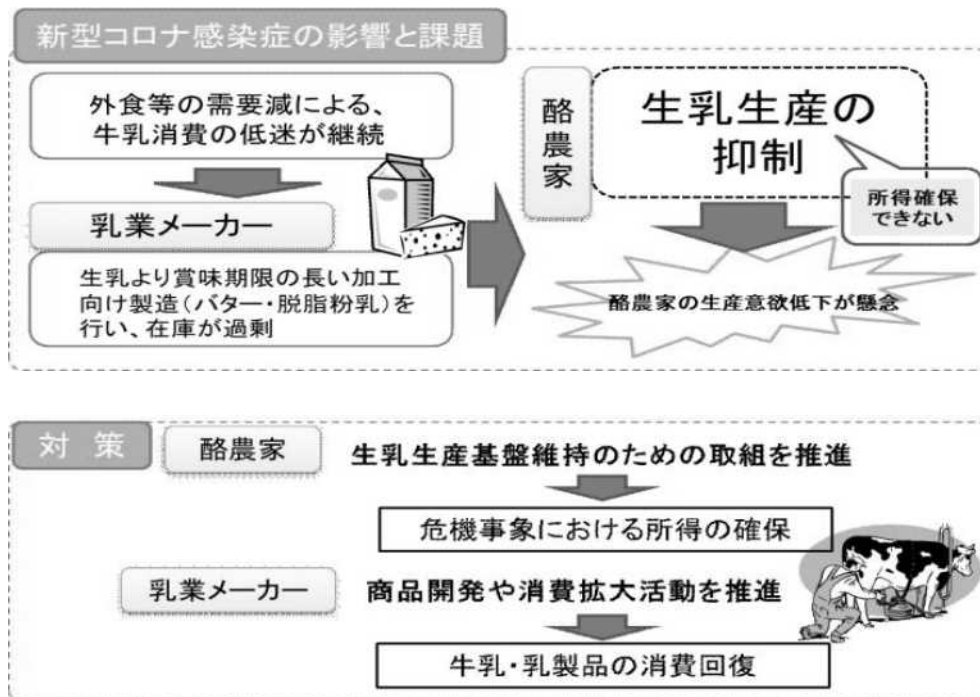 新型コロナ感染症の影響と課題
外食等の需要減による、
牛乳消費の低迷が継続
乳業メーカー
生乳より賞味期限の長い加工
向け製造（バター・脱脂粉乳）を
行い、在庫が過剰
酪農家
生乳生産の
抑制
所得確保
できない
酪農家の生産意欲低下が懸念
対 策
酪農家
生乳生産基盤維持のための取組を推進
危機事象における所得の確保
乳業メーカー
商品開発や消費拡大活動を推進
牛乳・乳製品の消費回復